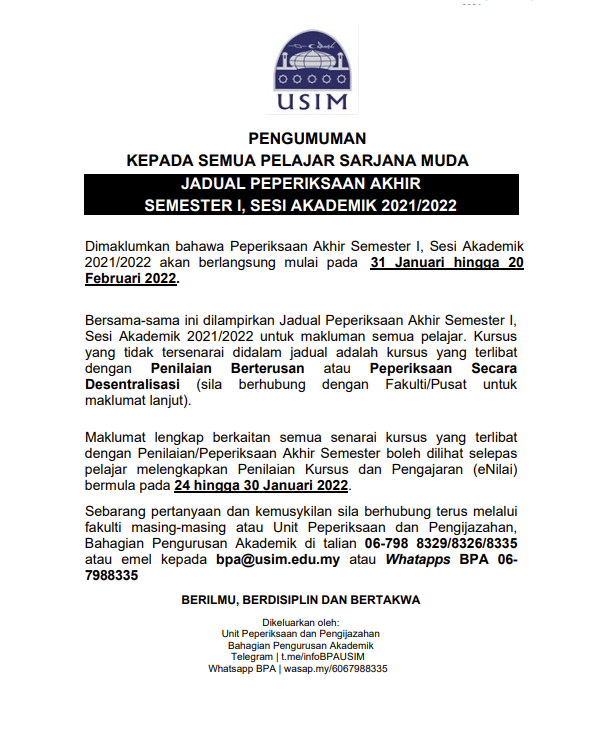 USIM
PENGUMUMAN
KEPADA SEMUA PELAJAR SARJANA MUDA
JADUAL PEPERIKSAAN AKHIR
SEMESTER I, SESI AKADEMIK 2021/2022
Dimaklumkan bahawa Peperiksaan Akhir Semester I, Sesi Akademik
2021/2022 akan berlangsung mulai pada 31 Januari hingga 20
Februari 2022.
Bersama-sama ini dilampirkan Jadual Peperiksaan Akhir Semester I,
Sesi Akademik 2021/2022 untuk makluman semua pelajar. Kursus
yang tidak tersenarai didalam jadual adalah kursus yang terlibat
dengan Penilaian Berterusan atau Peperiksaan Secara
Desentralisasi (sila berhubung dengan Fakulti/Pusat untuk
maklumat lanjut).
Maklumat lengkap berkaitan semua senarai kursus yang terlibat
dengan Penilaian/Peperiksaan Akhir Semester boleh dilihat selepas
pelajar melengkapkan Penilaian Kursus dan Pengajaran (eNilai)
bermula pada 24 hingga 30 Januari 2022.
Sebarang pertanyaan dan kemusykilan sila berhubung terus melalui
fakulti masing-masing atau Unit Peperiksaan dan Pengijazahan,
Bahagian Pengurusan Akademik di talian 06-798 8329/8326/8335
atau emel kepada bpa@usim.edu.my atau Whatapps BPA 06-
7988335
BERILMU, BERDISIPLIN DAN BERTAKWA
Dikeluarkan oleh:
Unit Peperiksaan dan Pengijazahan
Bahagian Pengurusan Akademik
Telegram | t.me/infoBPAUSIM
Whatsapp BPA | wasap.my/6067988335